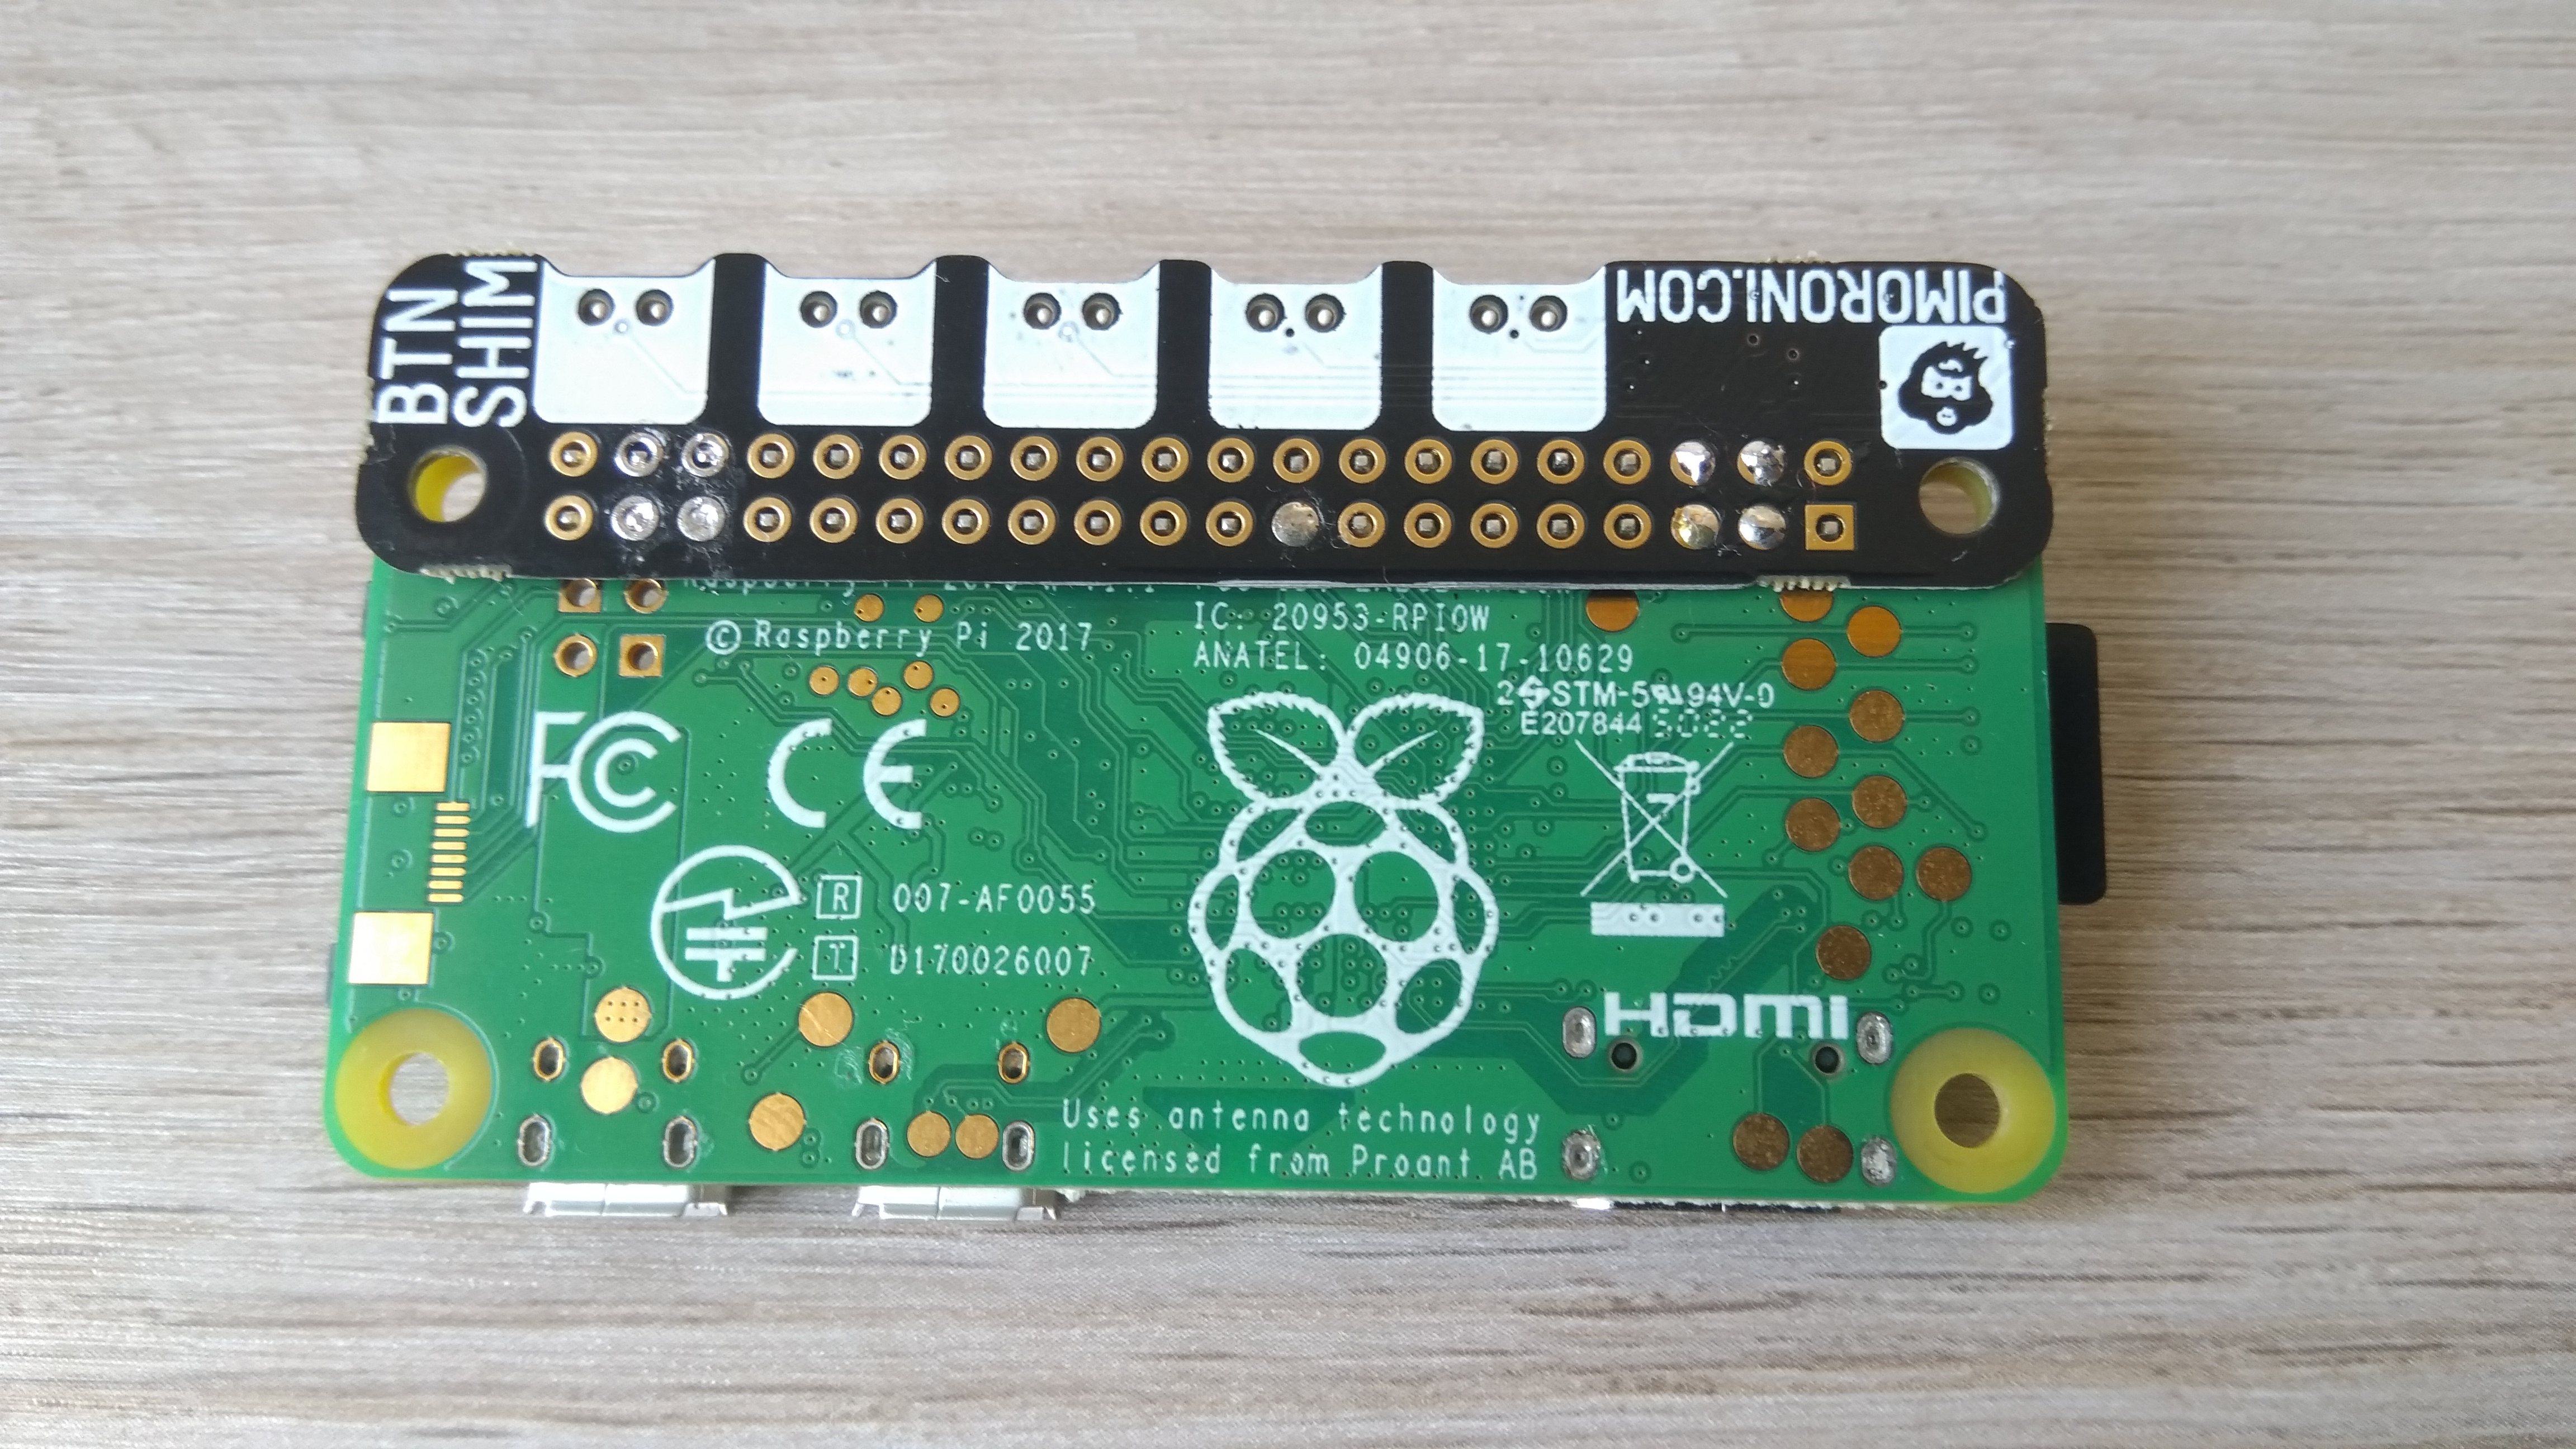 BTN
SHIM
PIMORONI.COM
© Raspberry Pi 2017
IC: 20953-RPI0W
ANATEL: 04906-17-10629
2 STM-5 94V-0
E207844 5022
FC
CE
R 007-AF0055
T D170026007
HDMI
Uses antenna technology
licensed from Proant AB